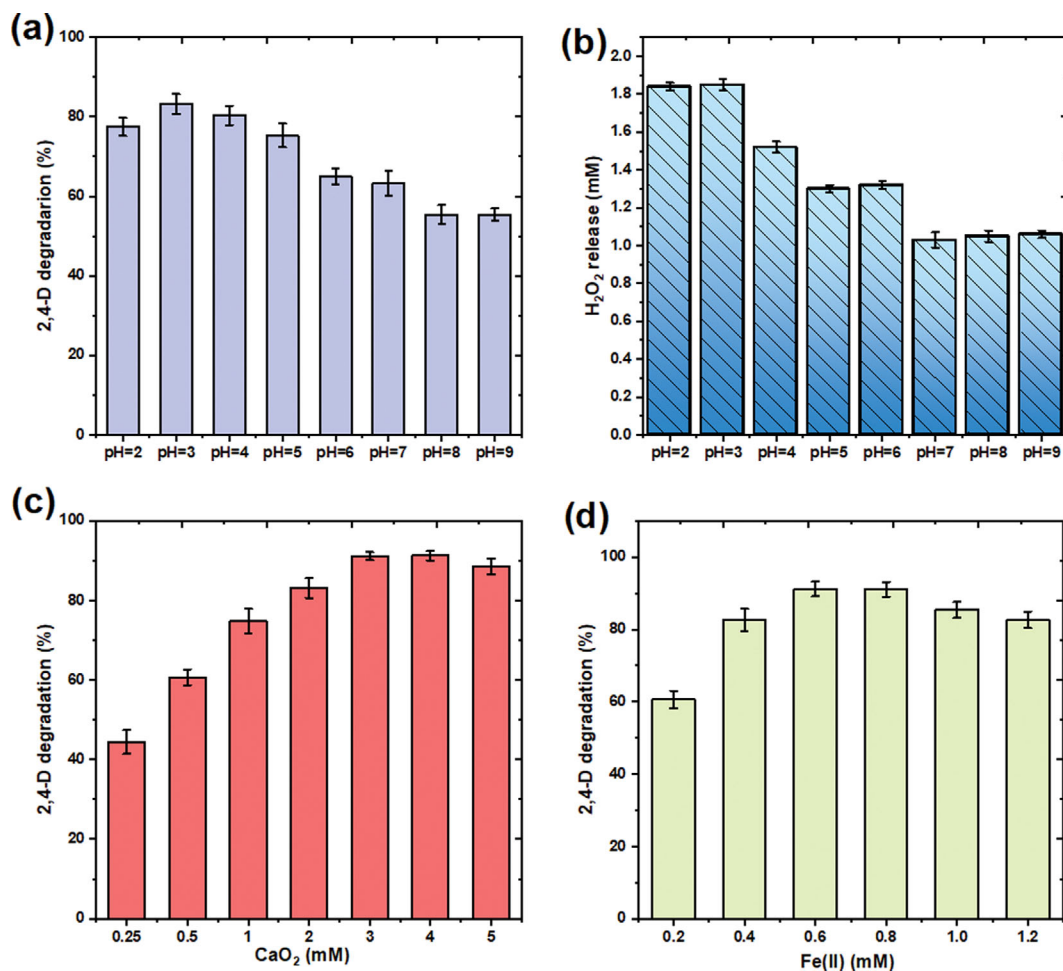 (a)
100
80
60
40
20
0
2,4-D degradarion (%)
pH=2 pH=3 pH=4 pH=5 pH=6 pH=7 pH=8 pH=9
(b)
2.0
1.8
1.6
1.4
1.2
1.0
0.8
0.6
0.4
0.2
0.0
H₂O₂ release (mM)
pH=2 pH=3 pH=4 pH=5 pH=6 pH=7 pH=8 pH=9
(c)
100
80
60
40
20
0
2,4-D degradation (%)
0.25 0.5 1 2 3 4 5
CaO₂ (mM)
(d)
100
80
60
40
20
0
2,4-D degradation (%)
0.2 0.4 0.6 0.8 1.0 1.2
Fe(II) (mM)